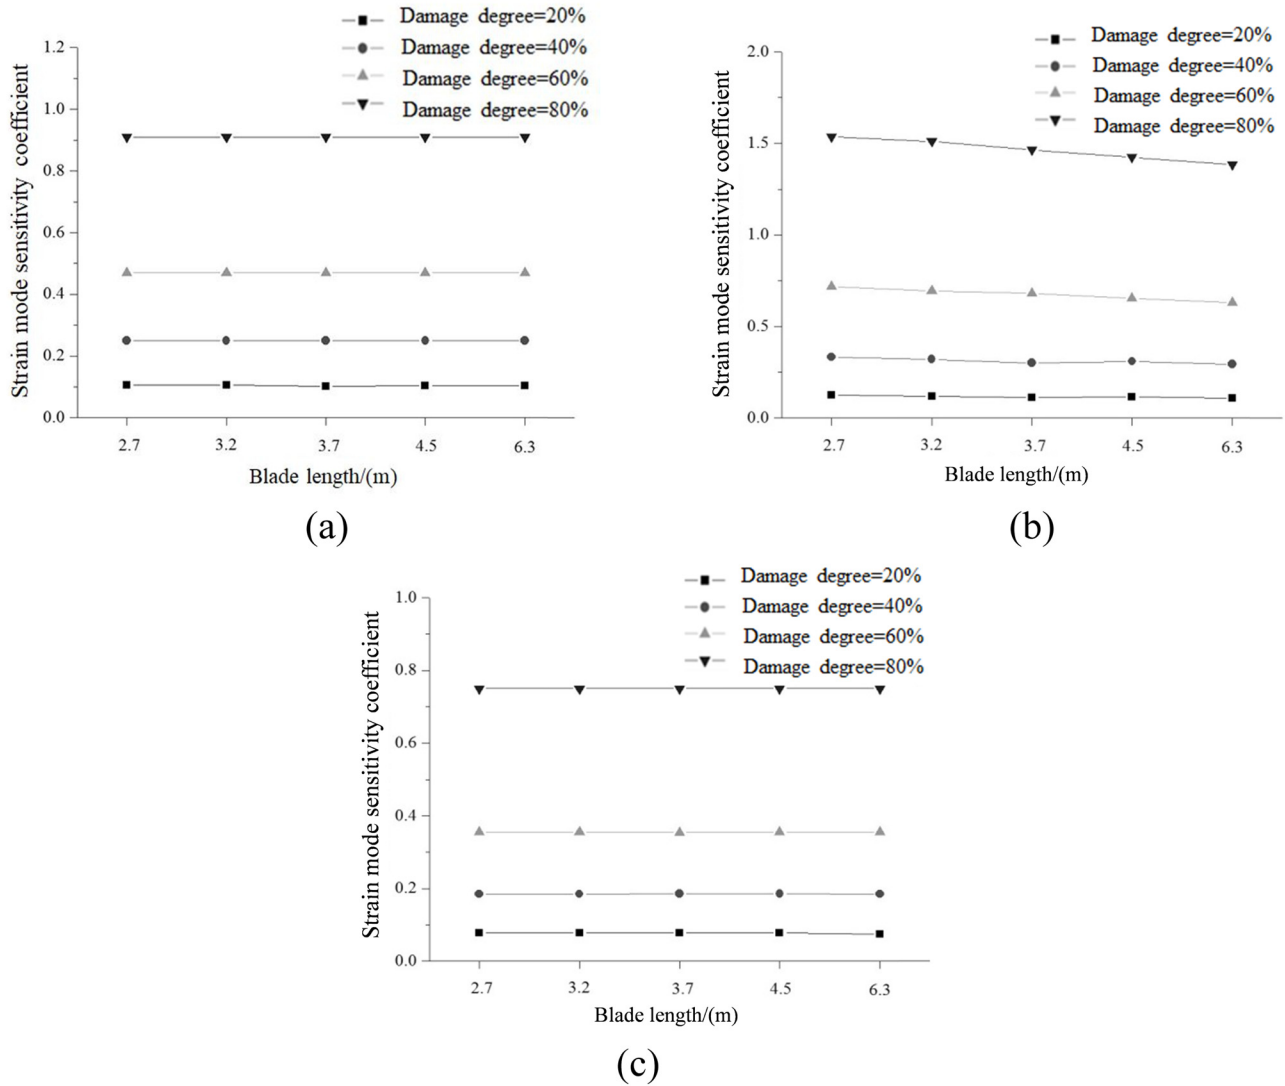 Damage degree=20%
Damage degree=40%
Damage degree=60%
Damage degree=80%
Strain mode sensitivity coefficient
1.2
1.0
0.8
0.6
0.4
0.2
0.0
2.7 3.2 3.7 4.5 6.3
Blade length/(m)
(a)
Damage degree=20%
Damage degree=40%
Damage degree=60%
Damage degree=80%
Strain mode sensitivity coefficient
2.0
1.5
1.0
0.5
0.0
2.7 3.2 3.7 4.5 6.3
Blade length/(m)
(b)
Damage degree=20%
Damage degree=40%
Damage degree=60%
Damage degree=80%
Strain mode sensitivity coefficient
1.0
0.8
0.6
0.4
0.2
0.0
2.7 3.2 3.7 4.5 6.3
Blade length/(m)
(c)